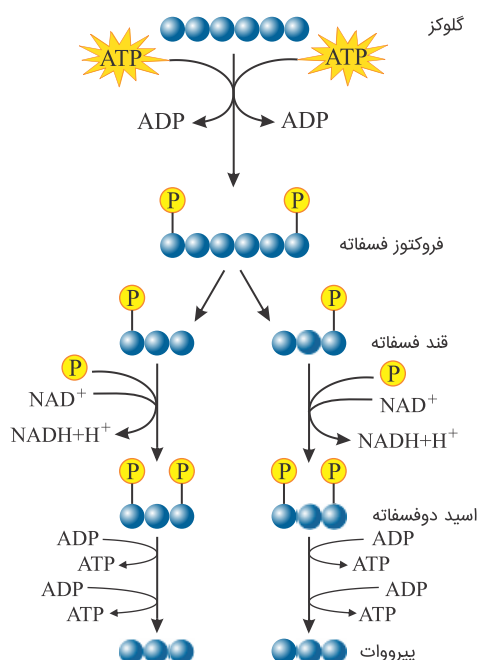 گلوکز
ATP ATP
ADP ADP
P P
فروکتوز فسفاته
P P
قند فسفاته
P P
NAD+ NAD+
NADH+H+ NADH+H+
P P P P
اسید دوفسفاته
ADP ADP
ATP ATP
ADP ADP
ATP ATP
پیرووات